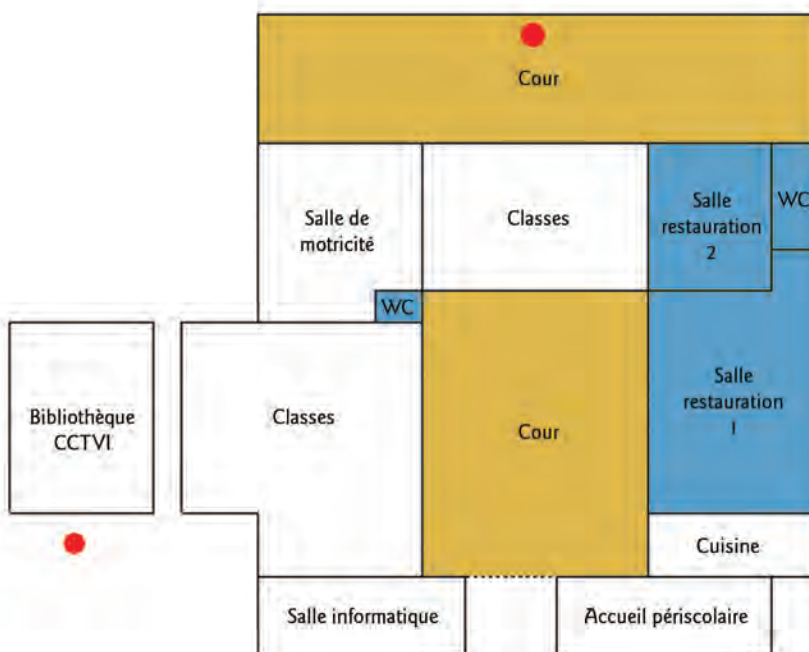 Cour
Salle de
motricité
Classes
Salle
restauration
2
WC
WC
Bibliothèque
CCTVI
Classes
Cour
Salle
restauration
1
Cuisine
Salle informatique
Accueil périscolaire